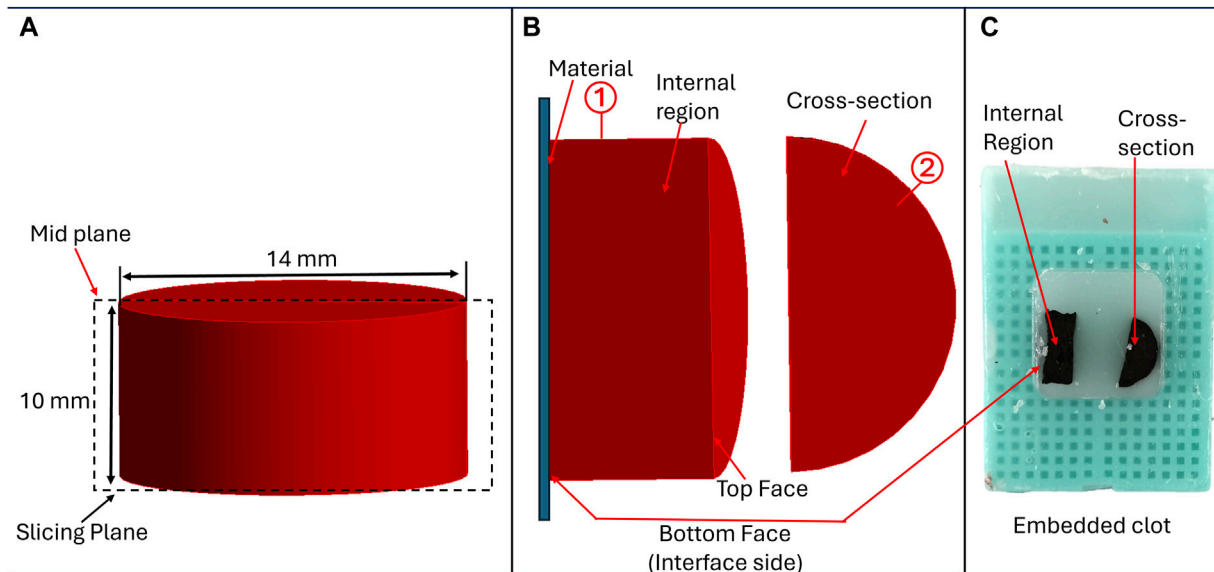 A
Mid plane
14 mm
10 mm
Slicing Plane
B
Material
1
Internal
region
Cross-section
2
Top Face
Bottom Face
(Interface side)
C
Internal
Region
Cross-
section
Embedded clot